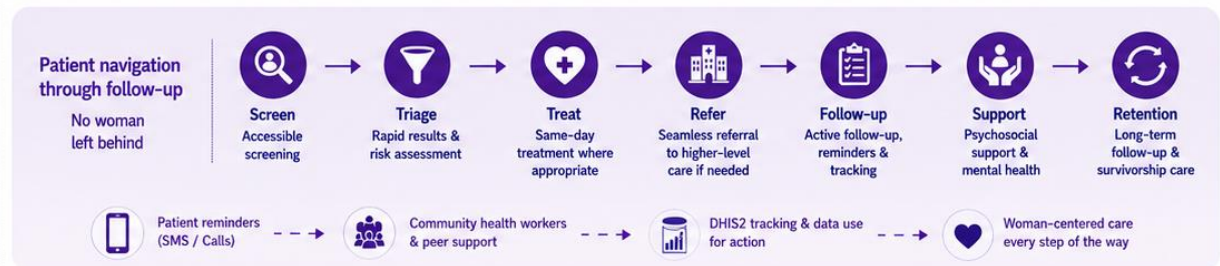 Patient navigation
through follow-up
No woman
left behind
Screen
Accessible
screening
Triage
Rapid results &
risk assessment
Treat
Same-day
treatment where
appropriate
Refer
Seamless referral
to higher-level
care if needed
Follow-up
Active follow-up,
reminders &
tracking
Support
Psychosocial
support &
mental health
Retention
Long-term
follow-up &
survivorship care
Patient reminders
(SMS / Calls)
Community health workers
& peer support
DHIS2 tracking & data use
for action
Woman-centered care
every step of the way